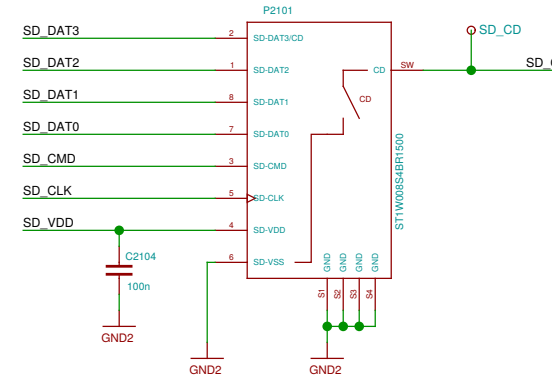 P2101
SD_DAT3 2 SD-DAT3/CD
SD_CD
SD_DAT2 1 SD-DAT2 CD SW
SD_DAT1 8 SD-DAT1 CD
SD_DAT0 7 SD-DAT0
SD_CMD 3 SD-CMD
SD_CLK 5 SD-CLK
SD_VDD 4 SD-VDD
ST1W008S4BR1500
C2104
100n
6 SD-VSS
GND GND GND GND
S1 S2 S3 S4
GND2
GND2
GND2